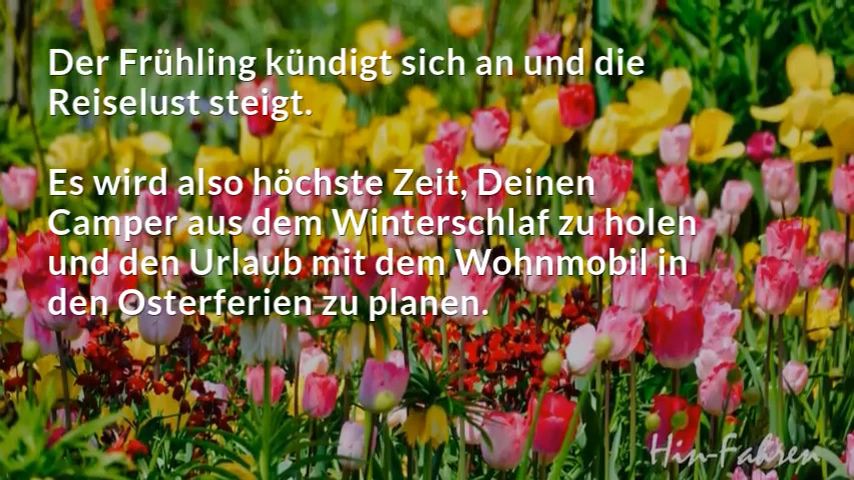 Der Frühling kündigt sich an und die
Reiselust steigt.
Es wird also höchste Zeit, Deinen
Camper aus dem Winterschlaf zu holen
und den Urlaub mit dem Wohnmobil in
den Osterferien zu planen.
Hin-Fahren